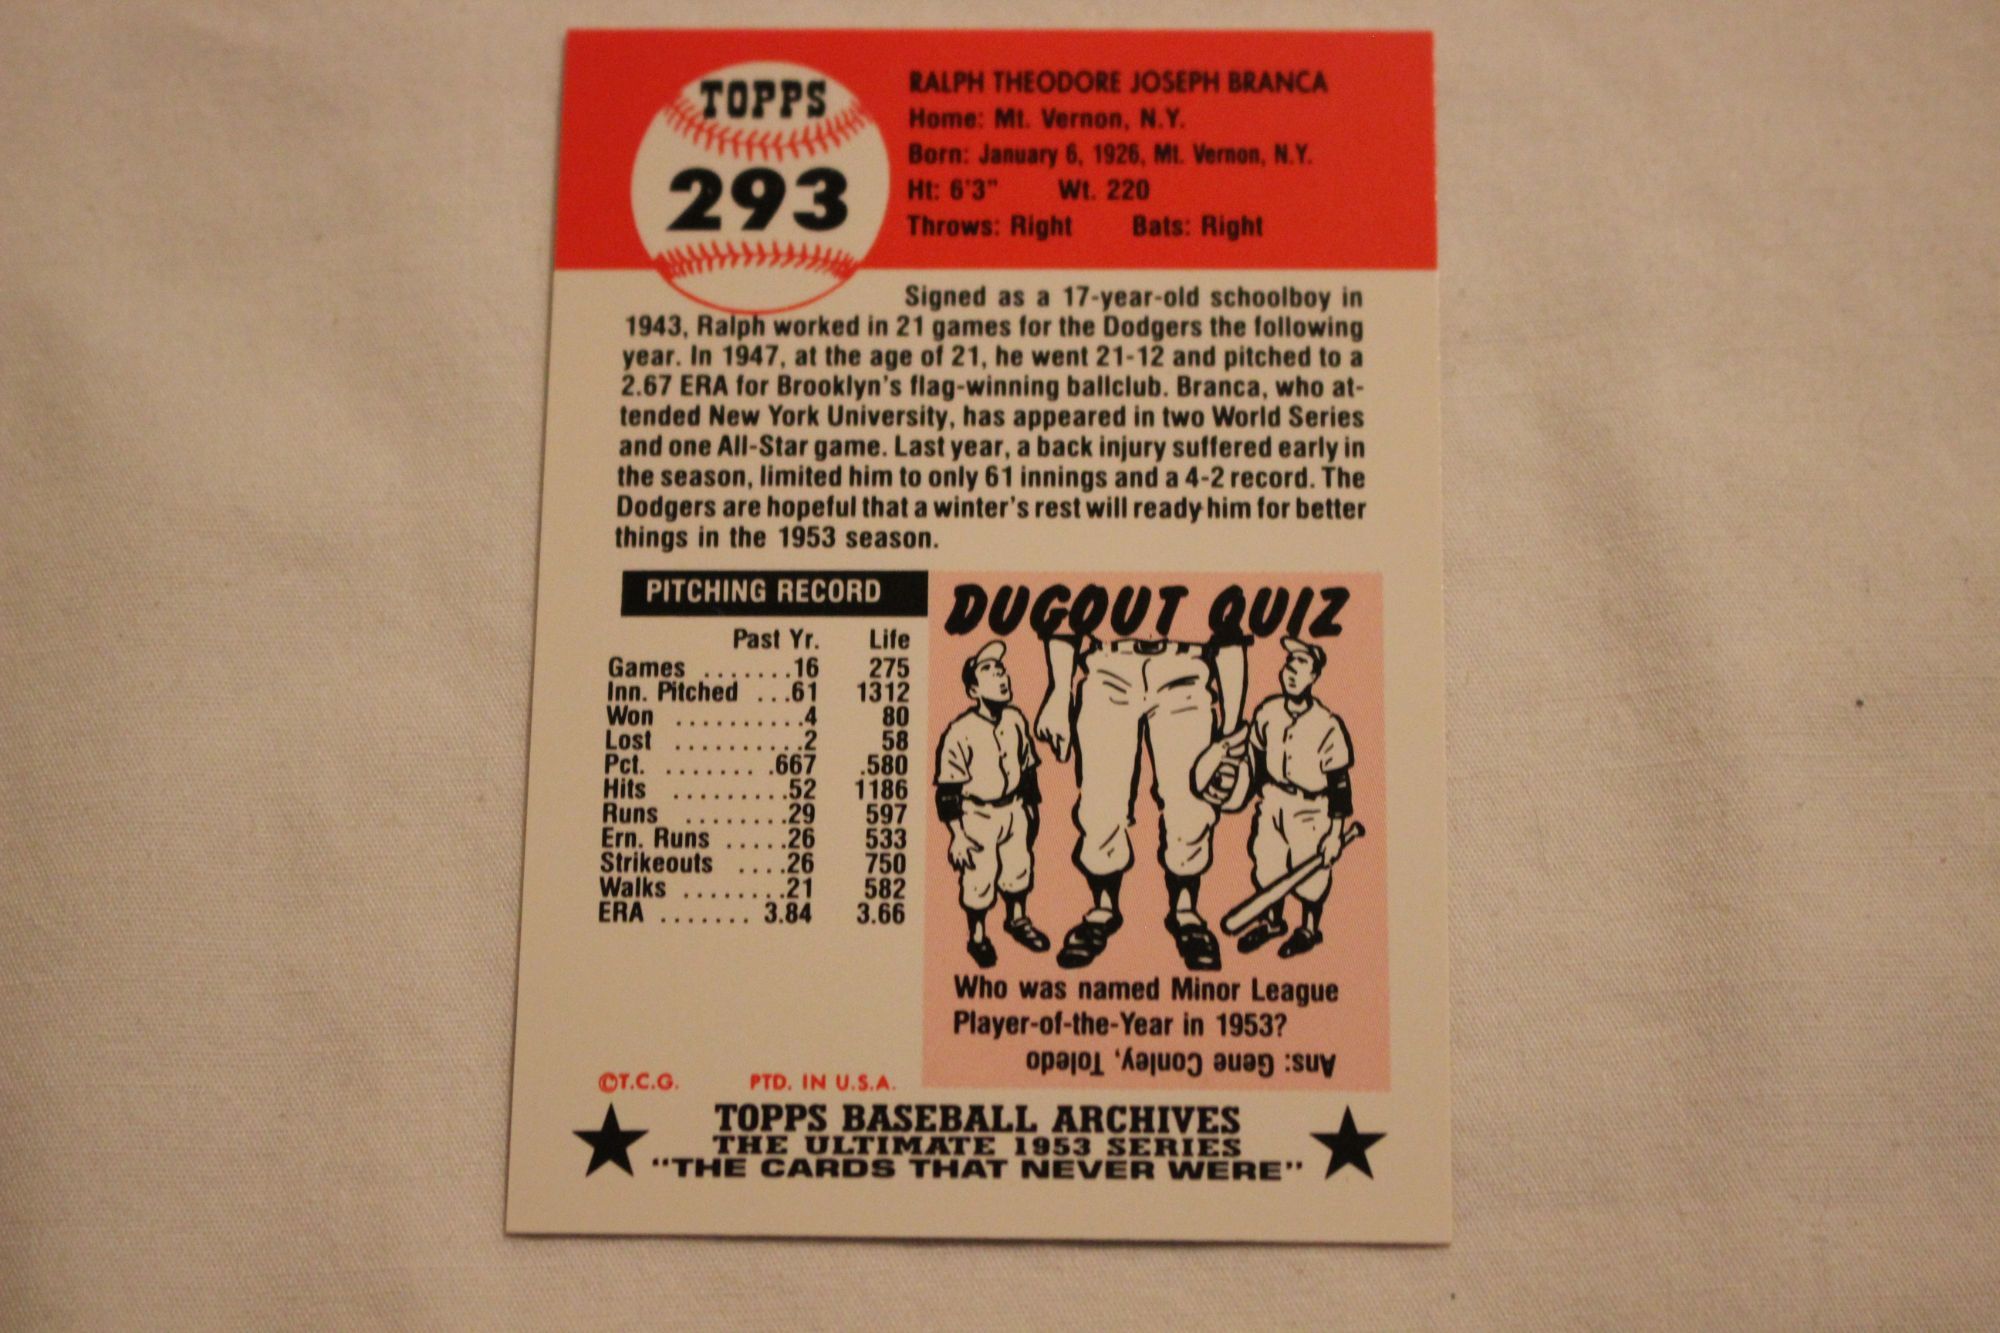 TOPPS
293
RALPH THEODORE JOSEPH BRANCA
Home: Mt. Vernon, N.Y.
Born: January 6, 1926, Mt. Vernon, N.Y.
Ht: 6'3" Wt. 220
Throws: Right Bats: Right
Signed as a 17-year-old schoolboy in
1943, Ralph worked in 21 games for the Dodgers the following
year. In 1947, at the age of 21, he went 21-12 and pitched to a
2.67 ERA for Brooklyn's flag-winning ballclub. Branca, who at-
tended New York University, has appeared in two World Series
and one All-Star game. Last year, a back injury suffered early in
the season, limited him to only 61 innings and a 4-2 record. The
Dodgers are hopeful that a winter's rest will ready him for better
things in the 1953 season.
PITCHING RECORD
Past Yr. Life
Games .......16 275
Inn. Pitched ...61 1312
Won ..........4 80
Lost ..........2 58
Pct. ........667 .580
Hits .........52 1186
Runs ........29 597
Ern. Runs .....26 533
Strikeouts ....26 750
Walks ........21 582
ERA ....... 3.84 3.66
DUGOUT QUIZ
Who was named Minor League
Player-of-the-Year in 1953?
Ans: Gene Conley, Toledo
©T.C.G. PTD. IN U.S.A.
TOPPS BASEBALL ARCHIVES
THE ULTIMATE 1953 SERIES
"THE CARDS THAT NEVER WERE"